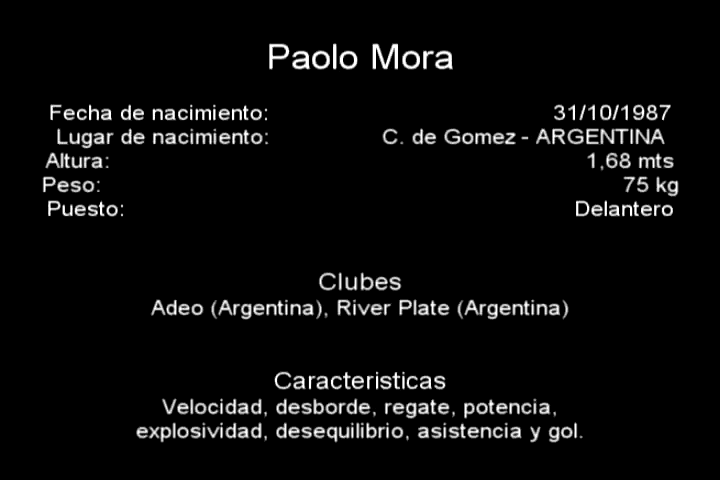 Paolo Mora
Fecha de nacimiento: 31/10/1987
Lugar de nacimiento: C. de Gomez - ARGENTINA
Altura: 1,68 mts
Peso: 75 kg
Puesto: Delantero
Clubes
Adeo (Argentina), River Plate (Argentina)
Caracteristicas
Velocidad, desborde, regate, potencia,
explosividad, desequilibrio, asistencia y gol.